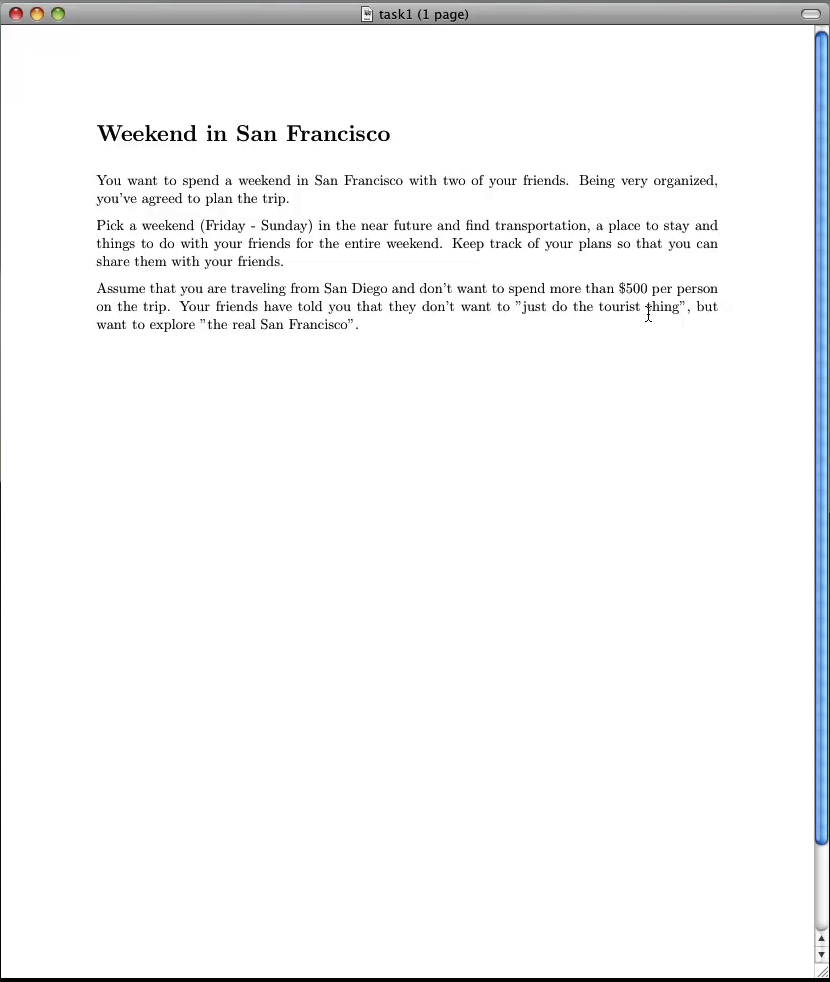 task1 (1 page)
Weekend in San Francisco
You want to spend a weekend in San Francisco with two of your friends. Being very organized,
you've agreed to plan the trip.
Pick a weekend (Friday - Sunday) in the near future and find transportation, a place to stay and
things to do with your friends for the entire weekend. Keep track of your plans so that you can
share them with your friends.
Assume that you are traveling from San Diego and don't want to spend more than $500 per person
on the trip. Your friends have told you that they don't want to "just do the tourist thing", but
want to explore "the real San Francisco".